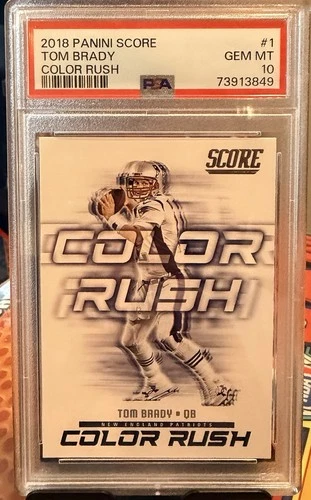 2018 PANINI SCORE #1
TOM BRADY GEM MT
COLOR RUSH 10
PSA 73913849
SCORE
COLOR
RUSH
TOM BRADY • QB
NEW ENGLAND PATRIOTS
COLOR RUSH